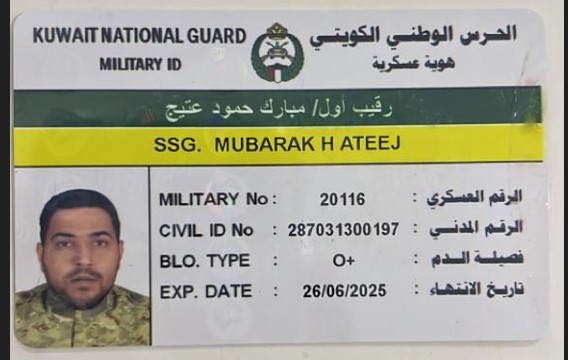 KUWAIT NATIONAL GUARD الحرس الوطني الكويتي
MILITARY ID هوية عسكرية
رقيب أول/ مبارك حمود عتيج
SSG. MUBARAK H ATEEJ
MILITARY No : 20116 : الرقم العسكري
CIVIL ID No : 287031300197 : الرقم المدني
BLO. TYPE : O+ : فصيلة الدم
EXP. DATE : 26/06/2025 : تاريخ الانتهاء